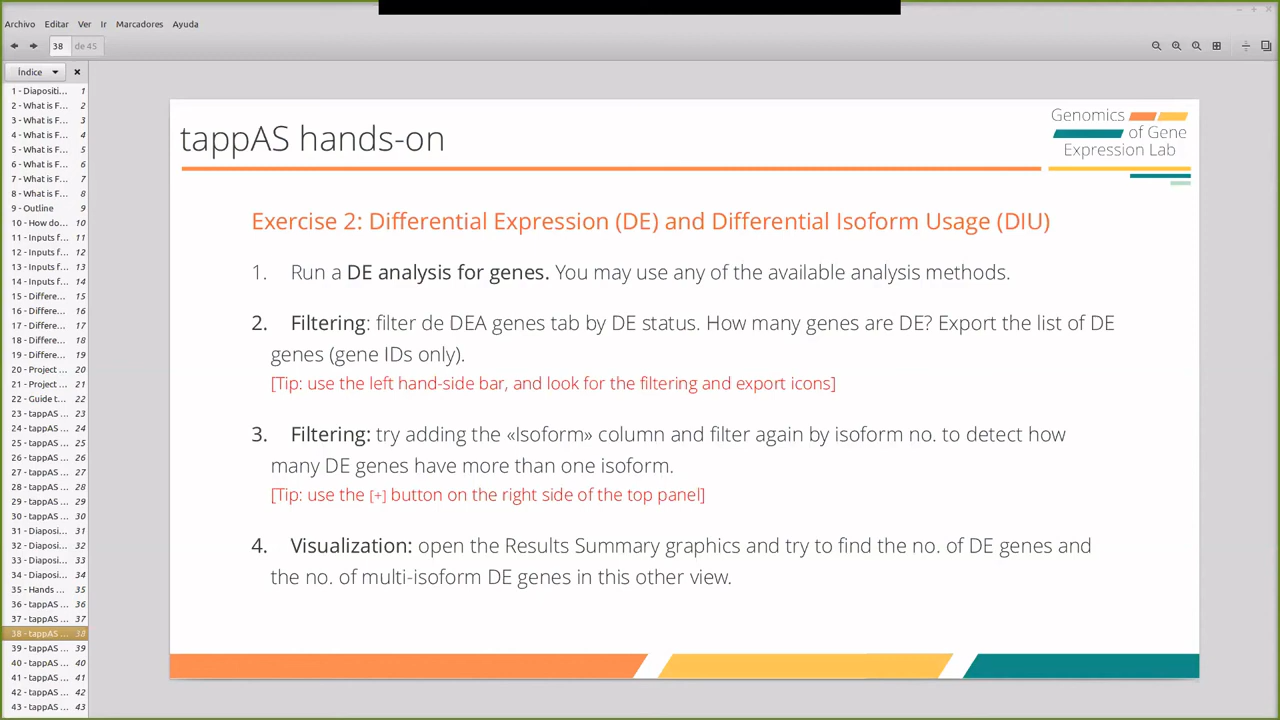 Archivo Editar Ver Ir Marcadores Ayuda
38 de 45
Índice
1 - Diapositi... 1
2 - What is F... 2
3 - What is F... 3
4 - What is F... 4
5 - What is F... 5
6 - What is F... 6
7 - What is F... 7
8 - What is F... 8
9 - Outline 9
10 - How do... 10
11 - Inputs f... 11
12 - Inputs f... 12
13 - Inputs f... 13
14 - Inputs f... 14
15 - Differe... 15
16 - Differe... 16
17 - Differe... 17
18 - Differe... 18
19 - Differe... 19
20 - Project ... 20
21 - Project ... 21
22 - Guide t... 22
23 - tappAS ... 23
24 - tappAS ... 24
25 - tappAS ... 25
26 - tappAS ... 26
27 - tappAS ... 27
28 - tappAS ... 28
29 - tappAS ... 29
30 - tappAS ... 30
31 - Diaposi... 31
32 - Diaposi... 32
33 - Diaposi... 33
34 - Diaposi... 34
35 - Hands ... 35
36 - tappAS ... 36
37 - tappAS ... 37
38 - tappAS ... 38
39 - tappAS ... 39
40 - tappAS ... 40
41 - tappAS ... 41
42 - tappAS ... 42
43 - tappAS ... 43
tappAS hands-on
Genomics
of Gene
Expression Lab
Exercise 2: Differential Expression (DE) and Differential Isoform Usage (DIU)
1. Run a DE analysis for genes. You may use any of the available analysis methods.
2. Filtering: filter de DEA genes tab by DE status. How many genes are DE? Export the list of DE
genes (gene IDs only).
[Tip: use the left hand-side bar, and look for the filtering and export icons]
3. Filtering: try adding the «Isoform» column and filter again by isoform no. to detect how
many DE genes have more than one isoform.
[Tip: use the [+] button on the right side of the top panel]
4. Visualization: open the Results Summary graphics and try to find the no. of DE genes and
the no. of multi-isoform DE genes in this other view.